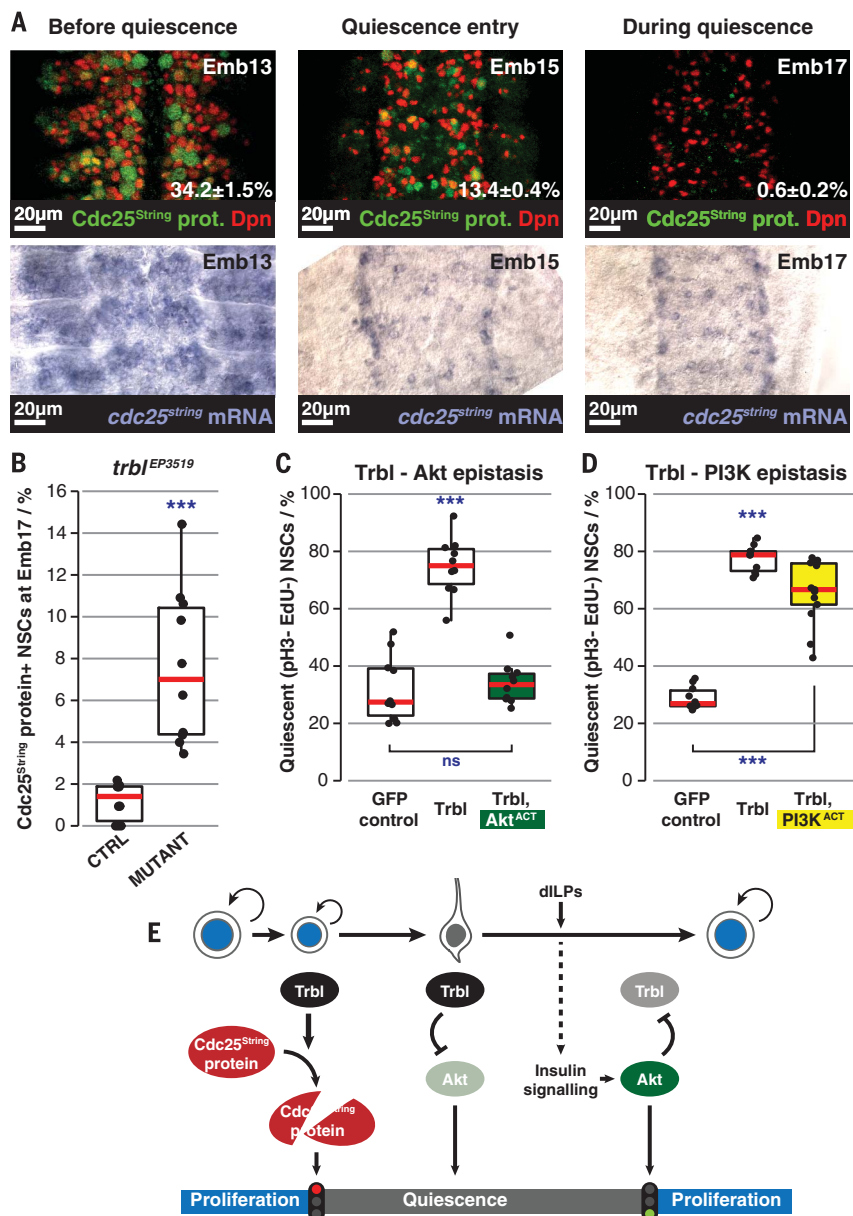 A
Before quiescence
Quiescence entry
During quiescence
Emb13
34.2±1.5%
20µm
Cdc25String prot. Dpn
Emb15
13.4±0.4%
20µm
Cdc25String prot. Dpn
Emb17
0.6±0.2%
20µm
Cdc25String prot. Dpn
Emb13
20µm
cdc25string mRNA
Emb15
20µm
cdc25string mRNA
Emb17
20µm
cdc25string mRNA
B
trblEP3519
Cdc25String protein+ NSCs at Emb17 / %
16
14
12
10
8
6
4
2
0
***
CTRL
MUTANT
C
Trbl - Akt epistasis
Quiescent (pH3- EdU-) NSCs / %
100
80
60
40
20
0
***
ns
GFP
control
Trbl
Trbl,
AktACT
D
Trbl - PI3K epistasis
Quiescent (pH3- EdU-) NSCs / %
100
80
60
40
20
0
***
***
GFP
control
Trbl
Trbl,
PI3KACT
E
dILPs
Trbl
Trbl
Trbl
Cdc25String
protein
Cdc25String
protein
Akt
Insulin
signalling
Akt
Proliferation
Quiescence
Proliferation